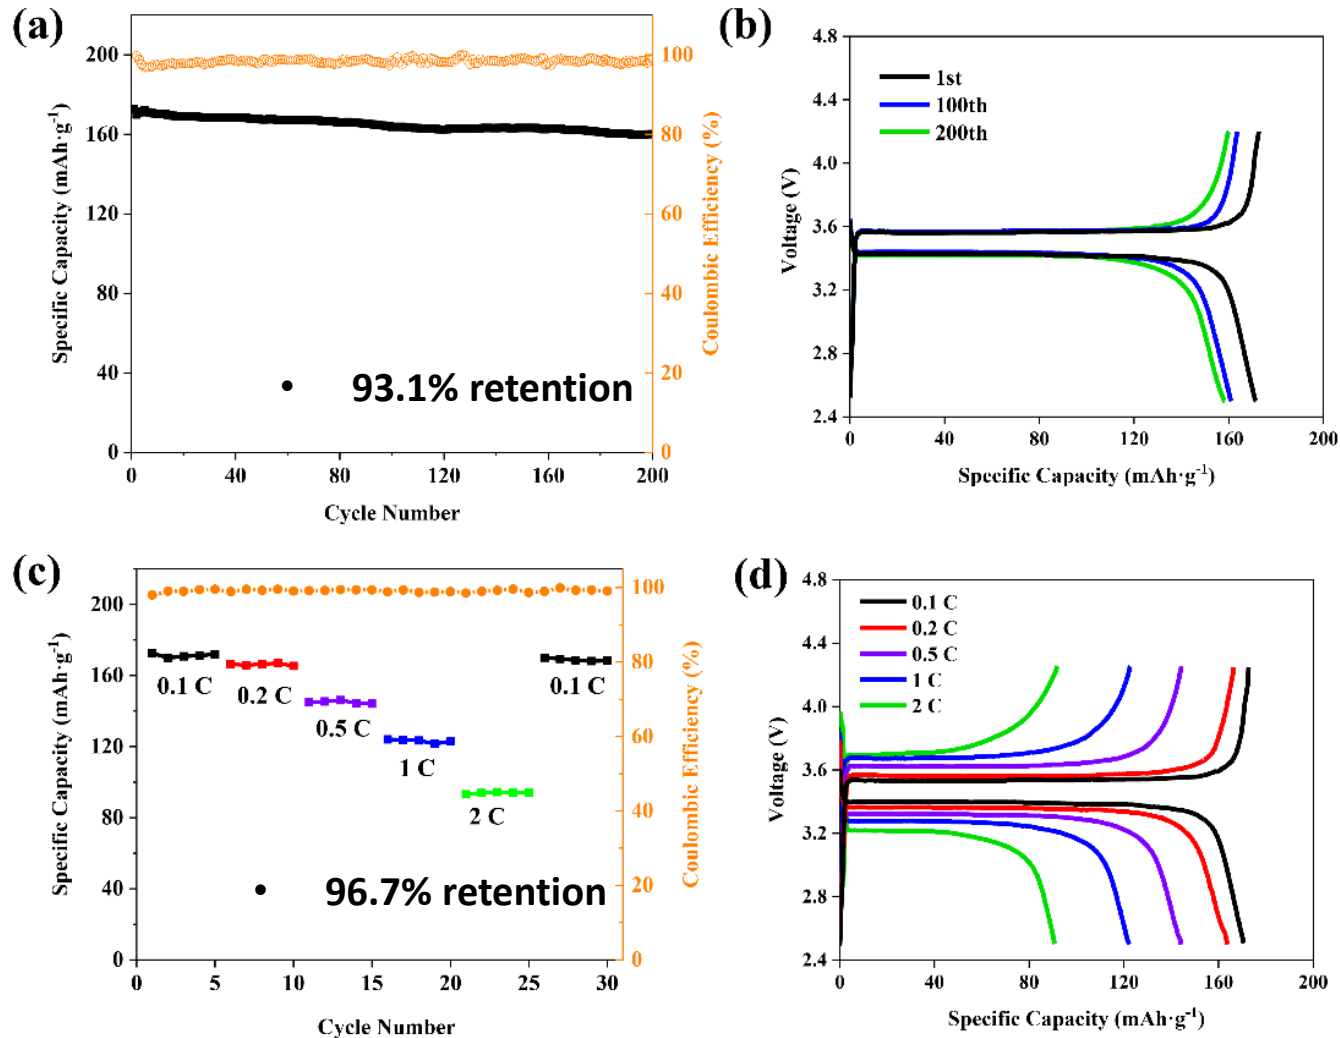 (a)
200
160
120
80
40
0
Specific Capacity (mAh·g⁻¹)
100
80
60
40
20
0
Coulombic Efficiency (%)
• 93.1% retention
0 40 80 120 160 200
Cycle Number
(b)
4.8
4.4
4.0
3.6
3.2
2.8
2.4
Voltage (V)
1st
100th
200th
0 40 80 120 160 200
Specific Capacity (mAh·g⁻¹)
(c)
200
160
120
80
40
0
Specific Capacity (mAh·g⁻¹)
100
80
60
40
20
0
Coulombic Efficiency (%)
0.1 C
0.2 C
0.5 C
1 C
2 C
0.1 C
• 96.7% retention
0 5 10 15 20 25 30
Cycle Number
(d)
4.8
4.4
4.0
3.6
3.2
2.8
2.4
Voltage (V)
0.1 C
0.2 C
0.5 C
1 C
2 C
0 40 80 120 160 200
Specific Capacity (mAh·g⁻¹)